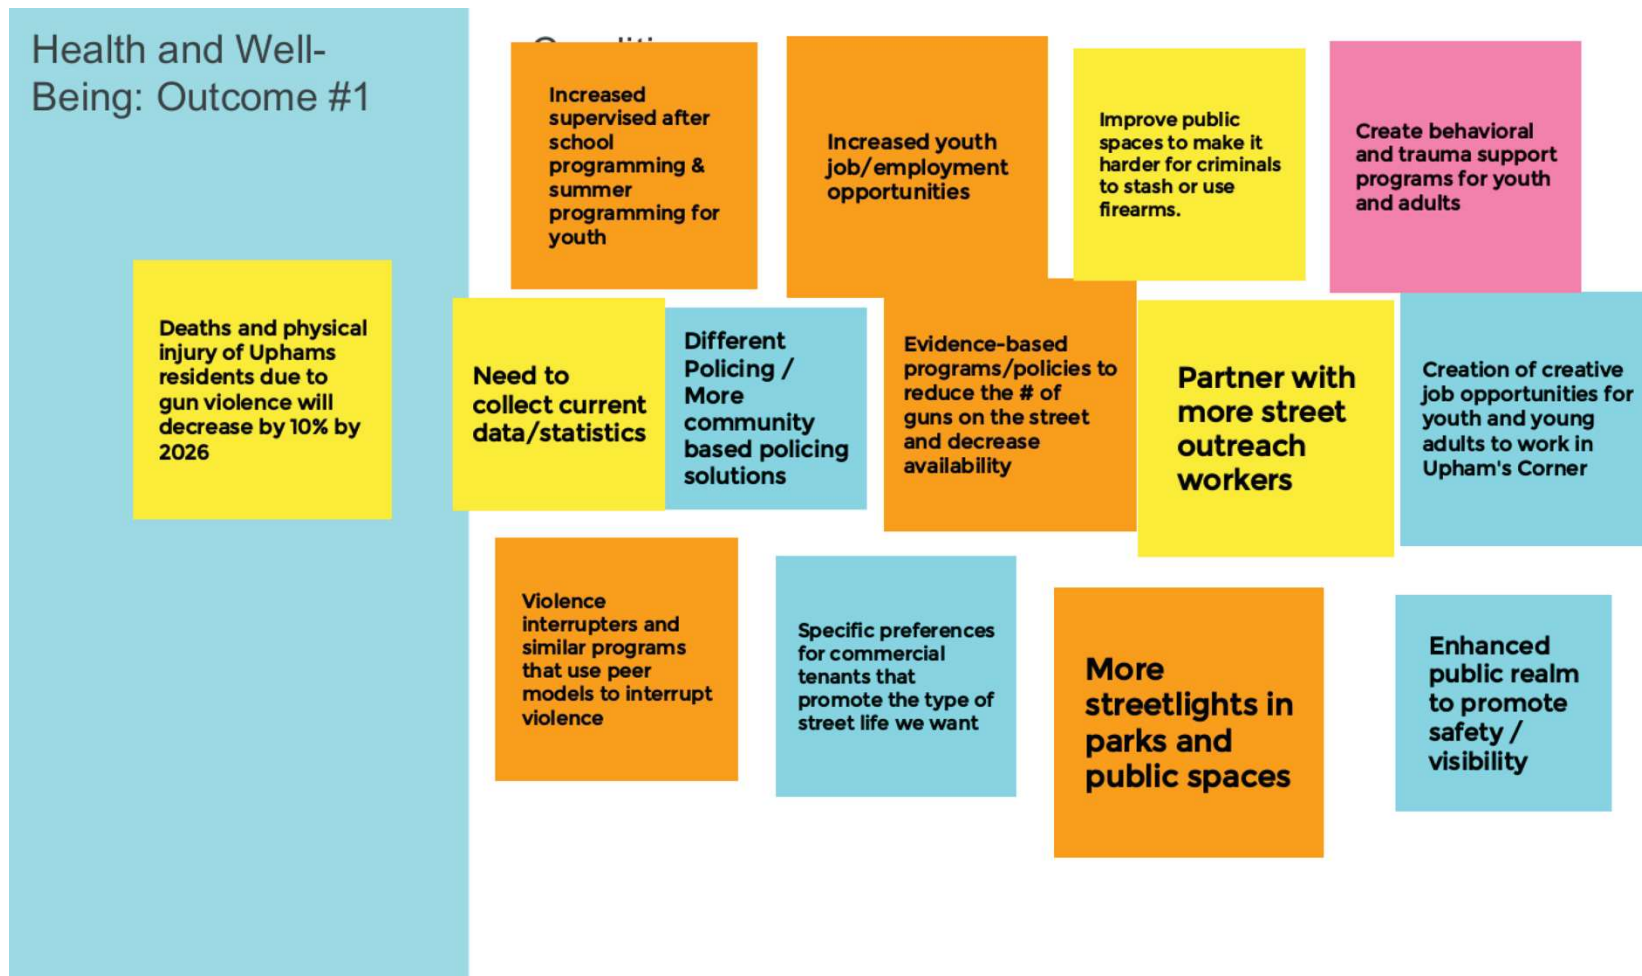 Health and Well-
Being: Outcome #1
Increased
supervised after
school
programming &
summer
programming for
youth
Increased youth
job/employment
opportunities
Improve public
spaces to make it
harder for criminals
to stash or use
firearms.
Create behavioral
and trauma support
programs for youth
and adults
Deaths and physical
injury of Uphams
residents due to
gun violence will
decrease by 10% by
2026
Need to
collect current
data/statistics
Different
Policing /
More
community
based policing
solutions
Evidence-based
programs/policies to
reduce the # of
guns on the street
and decrease
availability
Partner with
more street
outreach
workers
Creation of creative
job opportunities for
youth and young
adults to work in
Upham's Corner
Violence
interrupters and
similar programs
that use peer
models to interrupt
violence
Specific preferences
for commercial
tenants that
promote the type of
street life we want
More
streetlights in
parks and
public spaces
Enhanced
public realm
to promote
safety /
visibility